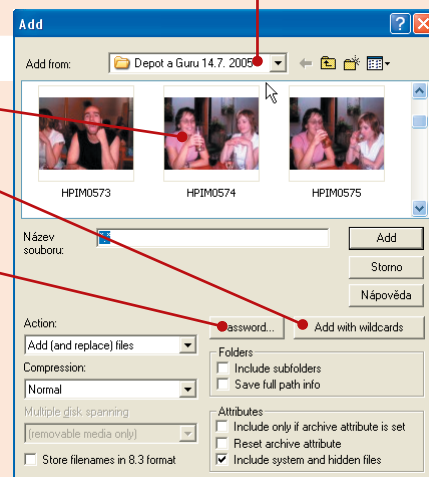 Add
Add from: Depot a Guru 14.7. 2005
HPIM0573 HPIM0574 HPIM0575
Název
souboru:
Add
Storno
Nápověda
Action:
Add (and replace) files
Compression:
Normal
Multiple disk spanning
(removable media only)
Store filenames in 8.3 format
Add with wildcards
Folders
Include subfolders
Save full path info
Attributes
Include only if archive attribute is set
Reset archive attribute
Include system and hidden files